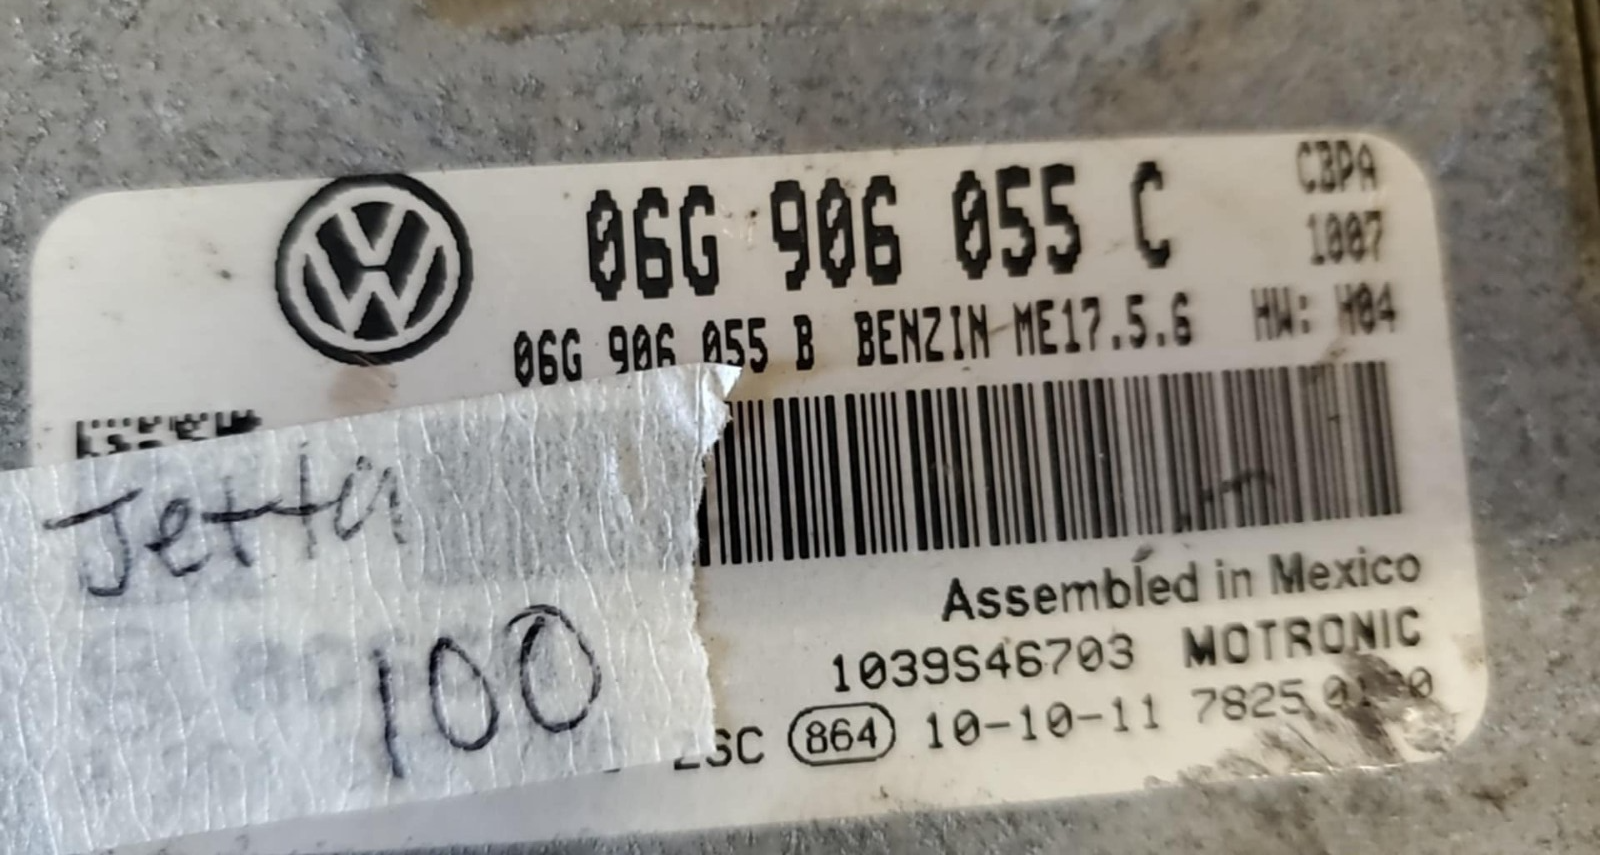 06G 906 055 C
CBPA
1007
06G 906 055 B BENZIN ME17.5.6 HW: H04
Jetta
100
Assembled in Mexico
1039S46703 MOTRONIC
864 10-10-11 7825